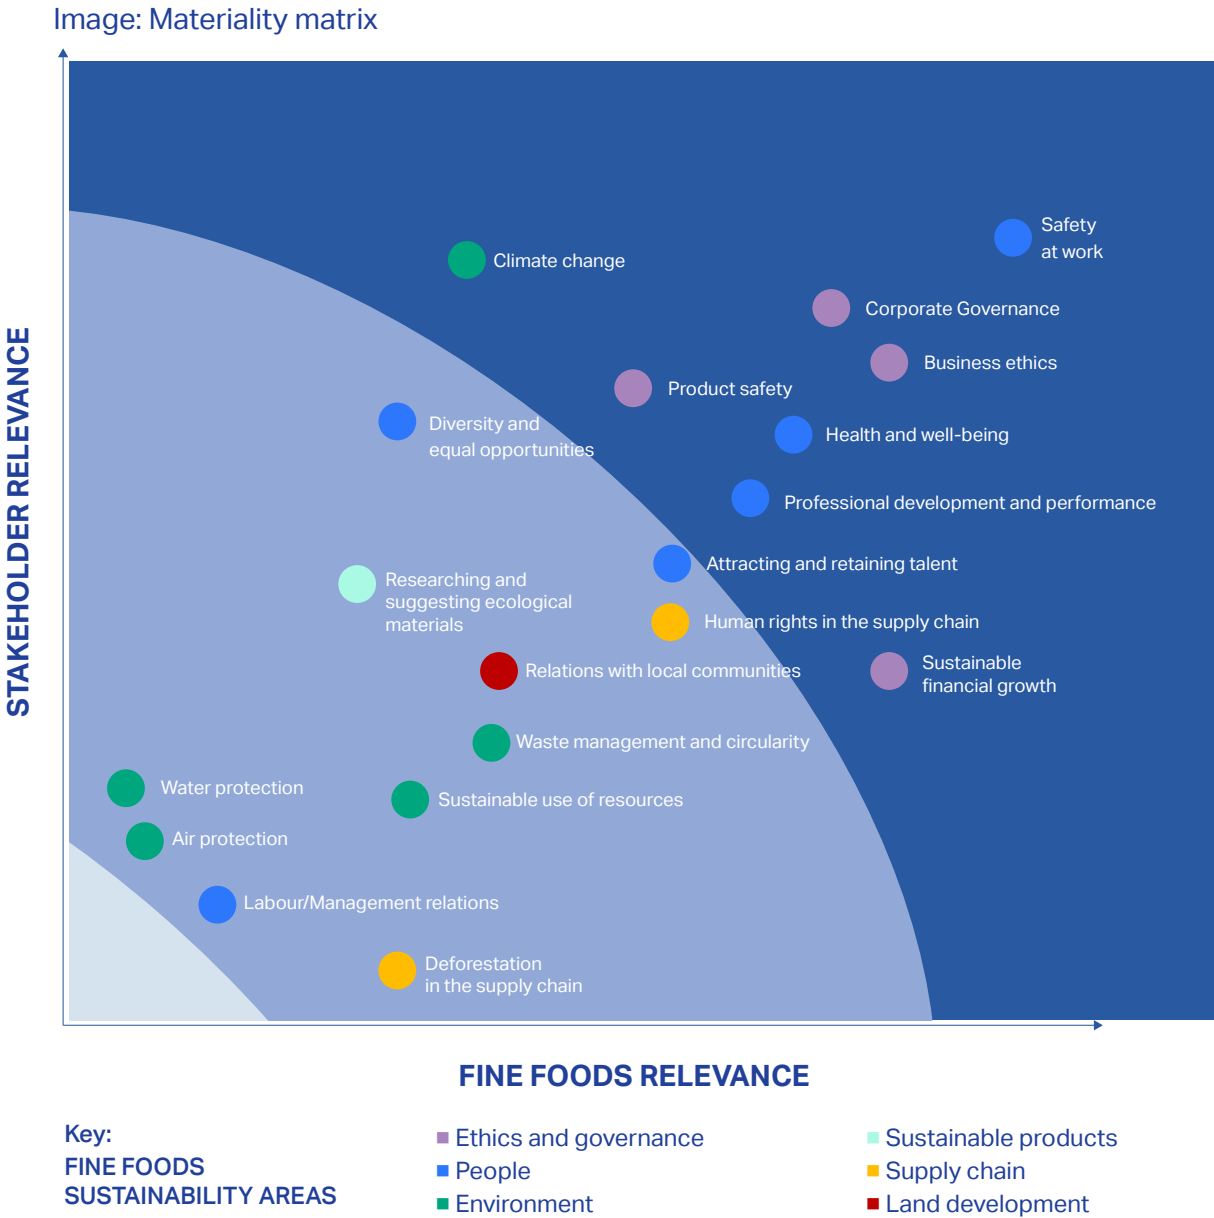 Image: Materiality matrix
STAKEHOLDER RELEVANCE
Safety
at work
Climate change
Corporate Governance
Business ethics
Product safety
Diversity and
equal opportunities
Health and well-being
Professional development and performance
Attracting and retaining talent
Researching and
suggesting ecological
materials
Human rights in the supply chain
Relations with local communities
Sustainable
financial growth
Waste management and circularity
Water protection
Sustainable use of resources
Air protection
Labour/Management relations
Deforestation
in the supply chain
FINE FOODS RELEVANCE
Key:
FINE FOODS
SUSTAINABILITY AREAS
Ethics and governance
People
Environment
Sustainable products
Supply chain
Land development